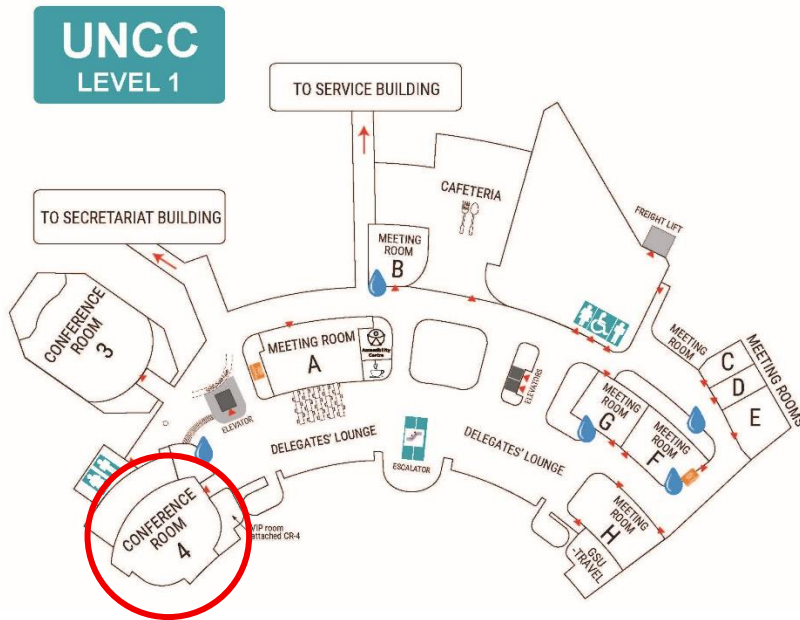 UNCC
LEVEL 1
TO SERVICE BUILDING
CAFETERIA
TO SECRETARIAT BUILDING
MEETING
ROOM
B
FREIGHT LIFT
CONFERENCE
ROOM
3
MEETING ROOM
A
Accessibility
Centre
MEETING
ROOM
C
D
E
MEETING ROOMS
ELEVATOR
ELEVATORS
MEETING
ROOM
G
MEETING
ROOM
F
DELEGATES' LOUNGE
ESCALATOR
DELEGATES' LOUNGE
MEETING
ROOM
H
GSU
-TRAVEL
CONFERENCE
ROOM
4
VIP room
attached CR-4